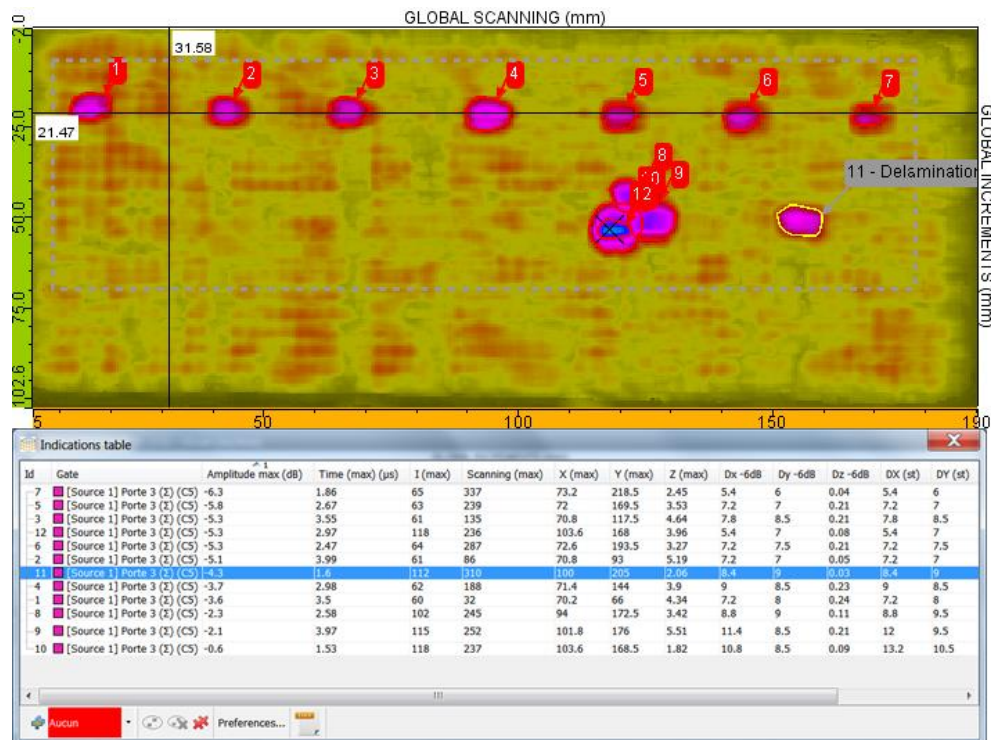 GLOBAL SCANNING (mm)
-2.0
31.58
1
2
3
4
5
6
7
21.47
25.0
8
10
9
12
11 - Delamination
50.0
75.0
102.6
GLOBAL INCREMENTS (mm)
5 50 100 150 190
Indications table
Id Gate Amplitude max (dB) 1 Time (max) (µs) I (max) Scanning (max) X (max) Y (max) Z (max) Dx -6dB Dy -6dB Dz -6dB DX (st) DY (st)
7 [Source 1] Porte 3 (Σ) (C5) -6.3 1.86 65 337 73.2 218.5 2.45 5.4 6 0.04 5.4 6
5 [Source 1] Porte 3 (Σ) (C5) -5.8 2.67 63 239 72 169.5 3.53 7.2 7 0.21 7.2 7
3 [Source 1] Porte 3 (Σ) (C5) -5.3 3.55 61 135 70.8 117.5 4.64 7.8 8.5 0.21 7.8 8.5
12 [Source 1] Porte 3 (Σ) (C5) -5.3 2.97 118 236 103.6 168 3.96 5.4 7 0.08 5.4 7
6 [Source 1] Porte 3 (Σ) (C5) -5.3 2.47 64 287 72.6 193.5 3.27 7.2 7.5 0.21 7.2 7.5
2 [Source 1] Porte 3 (Σ) (C5) -5.1 3.99 61 86 70.8 93 5.19 7.2 7 0.05 7.2 7
11 [Source 1] Porte 3 (Σ) (C5) -4.3 1.6 112 310 100 205 2.06 8.4 9 0.03 8.4 9
4 [Source 1] Porte 3 (Σ) (C5) -3.7 2.98 62 188 71.4 144 3.9 9 8.5 0.23 9 8.5
1 [Source 1] Porte 3 (Σ) (C5) -3.6 3.5 60 32 70.2 66 4.34 7.2 8 0.24 7.2 8
8 [Source 1] Porte 3 (Σ) (C5) -2.3 2.58 102 245 94 172.5 3.42 8.8 9 0.11 8.8 9.5
9 [Source 1] Porte 3 (Σ) (C5) -2.1 3.97 115 252 101.8 176 5.51 11.4 8.5 0.21 12 9.5
10 [Source 1] Porte 3 (Σ) (C5) -0.6 1.53 118 237 103.6 168.5 1.82 10.8 8.5 0.09 13.2 10.5
Aucun Preferences...